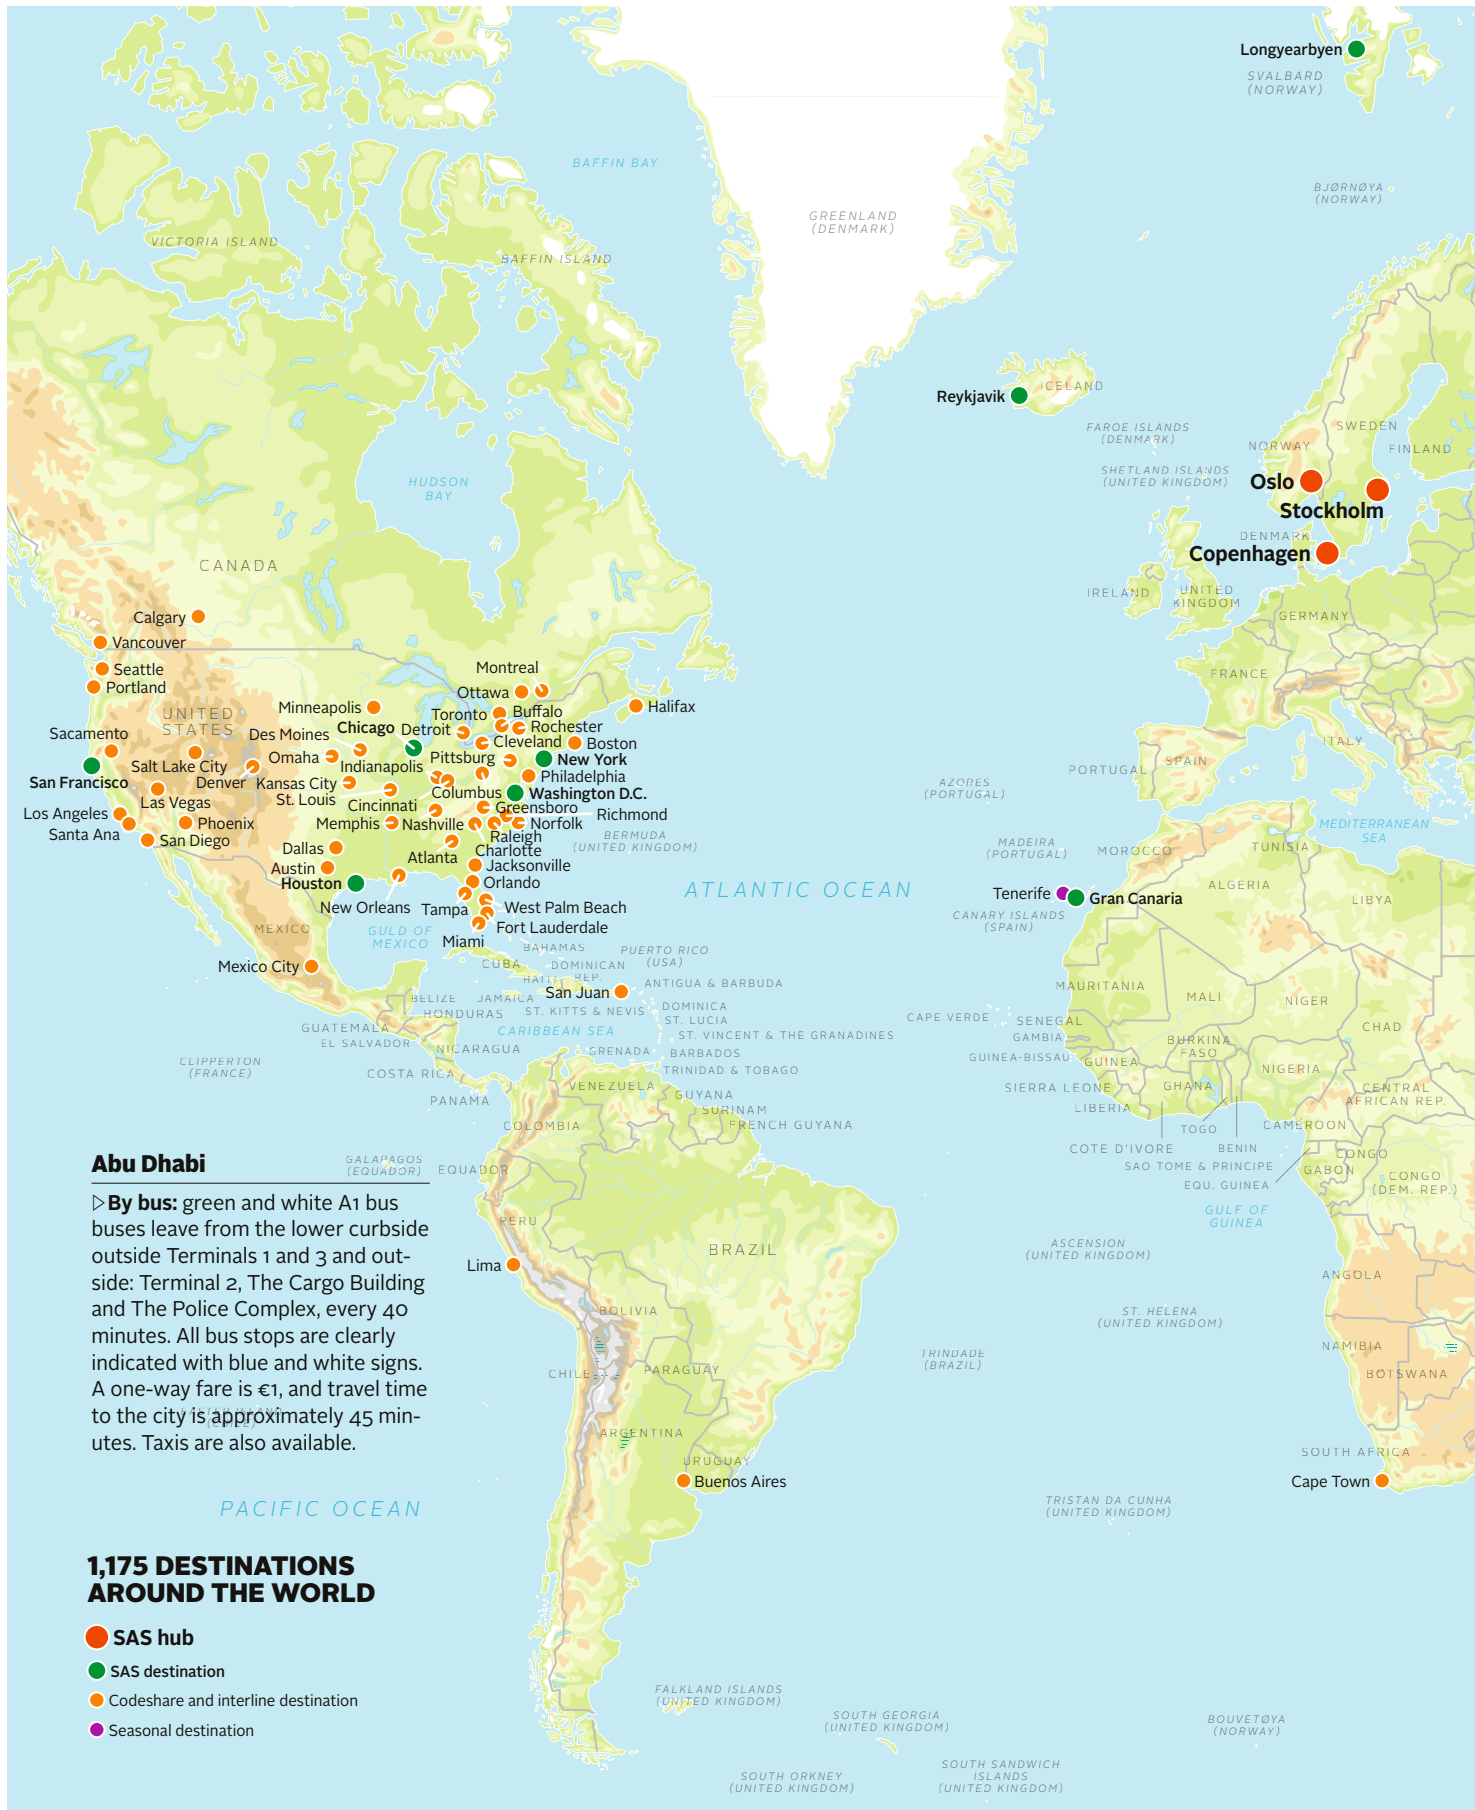 Longyearbyen
SVALBARD
(NORWAY)
BAFFIN BAY
BJØRNØYA
(NORWAY)
GREENLAND
(DENMARK)
VICTORIA ISLAND
BAFFIN ISLAND
ICELAND
Reykjavik
FAROE ISLANDS
(DENMARK)
SWEDEN
NORWAY
FINLAND
SHETLAND ISLANDS
(UNITED KINGDOM)
HUDSON
BAY
Oslo
Stockholm
DENMARK
Copenhagen
CANADA
IRELAND
UNITED
KINGDOM
GERMANY
Calgary
Vancouver
Seattle
Portland
Montreal
Ottawa
FRANCE
Halifax
Minneapolis
UNITED
STATES
Toronto
Buffalo
Rochester
Sacamento
Des Moines
Chicago
Detroit
Cleveland
Boston
ITALY
Omaha
Indianapolis
Pittsburg
New York
SPAIN
PORTUGAL
Salt Lake City
San Francisco
Denver
Kansas City
Philadelphia
AZORES
(PORTUGAL)
Las Vegas
St. Louis
Cincinnati
Columbus
Washington D.C.
Los Angeles
Greensboro
Richmond
Santa Ana
Phoenix
Memphis
Nashville
Norfolk
MEDITERRANEAN
SEA
San Diego
Raleigh
BERMUDA
(UNITED KINGDOM)
MADEIRA
(PORTUGAL)
MOROCCO
TUNISIA
Dallas
Atlanta
Charlotte
Austin
Jacksonville
Houston
Orlando
ATLANTIC OCEAN
ALGERIA
LIBYA
Tenerife
Gran Canaria
New Orleans
Tampa
West Palm Beach
CANARY ISLANDS
(SPAIN)
MEXICO
GULD OF
MEXICO
Miami
Fort Lauderdale
BAHAMAS
PUERTO RICO
(USA)
Mexico City
CUBA
DOMINICAN
REP.
HAITI
ANTIGUA & BARBUDA
San Juan
MAURITANIA
MALI
NIGER
BELIZE
JAMAICA
HONDURAS
ST. KITTS & NEVIS
DOMINICA
ST. LUCIA
CAPE VERDE
SENEGAL
CHAD
GUATEMALA
CARIBBEAN SEA
ST. VINCENT & THE GRANADINES
GAMBIA
EL SALVADOR
NICARAGUA
GRENADA
BARBADOS
GUINEA-BISSAU
GUINEA
BURKINA
FASO
CLIPPERTON
(FRANCE)
COSTA RICA
TRINIDAD & TOBAGO
NIGERIA
VENEZUELA
SIERRA LEONE
GHANA
CENTRAL
AFRICAN REP.
PANAMA
GUYANA
SURINAM
LIBERIA
COLOMBIA
FRENCH GUYANA
TOGO
CAMEROON
COTE D'IVORE
BENIN
GALAPAGOS
(EQUADOR)
EQUADOR
SAO TOME & PRINCIPE
CONGO
GABON
EQU. GUINEA
CONGO
(DEM. REP.)
GULF OF
GUINEA
Abu Dhabi
By bus: green and white A1 bus
buses leave from the lower curbside
outside Terminals 1 and 3 and out-
side: Terminal 2, The Cargo Building
and The Police Complex, every 40
minutes. All bus stops are clearly
indicated with blue and white signs.
A one-way fare is €1, and travel time
to the city is approximately 45 min-
utes. Taxis are also available.
EASTER ISLAND
(CHILE)
PERU
BRAZIL
ASCENSION
(UNITED KINGDOM)
Lima
ANGOLA
BOLIVIA
ST. HELENA
(UNITED KINGDOM)
TRINDADE
(BRAZIL)
NAMIBIA
CHILE
PARAGUAY
BOTSWANA
ARGENTINA
URUGUAY
SOUTH AFRICA
Buenos Aires
Cape Town
PACIFIC OCEAN
TRISTAN DA CUNHA
(UNITED KINGDOM)
1,175 DESTINATIONS
AROUND THE WORLD
SAS hub
SAS destination
Codeshare and interline destination
Seasonal destination
FALKLAND ISLANDS
(UNITED KINGDOM)
SOUTH GEORGIA
(UNITED KINGDOM)
BOUVETØYA
(NORWAY)
SOUTH ORKNEY
(UNITED KINGDOM)
SOUTH SANDWICH
ISLANDS
(UNITED KINGDOM)